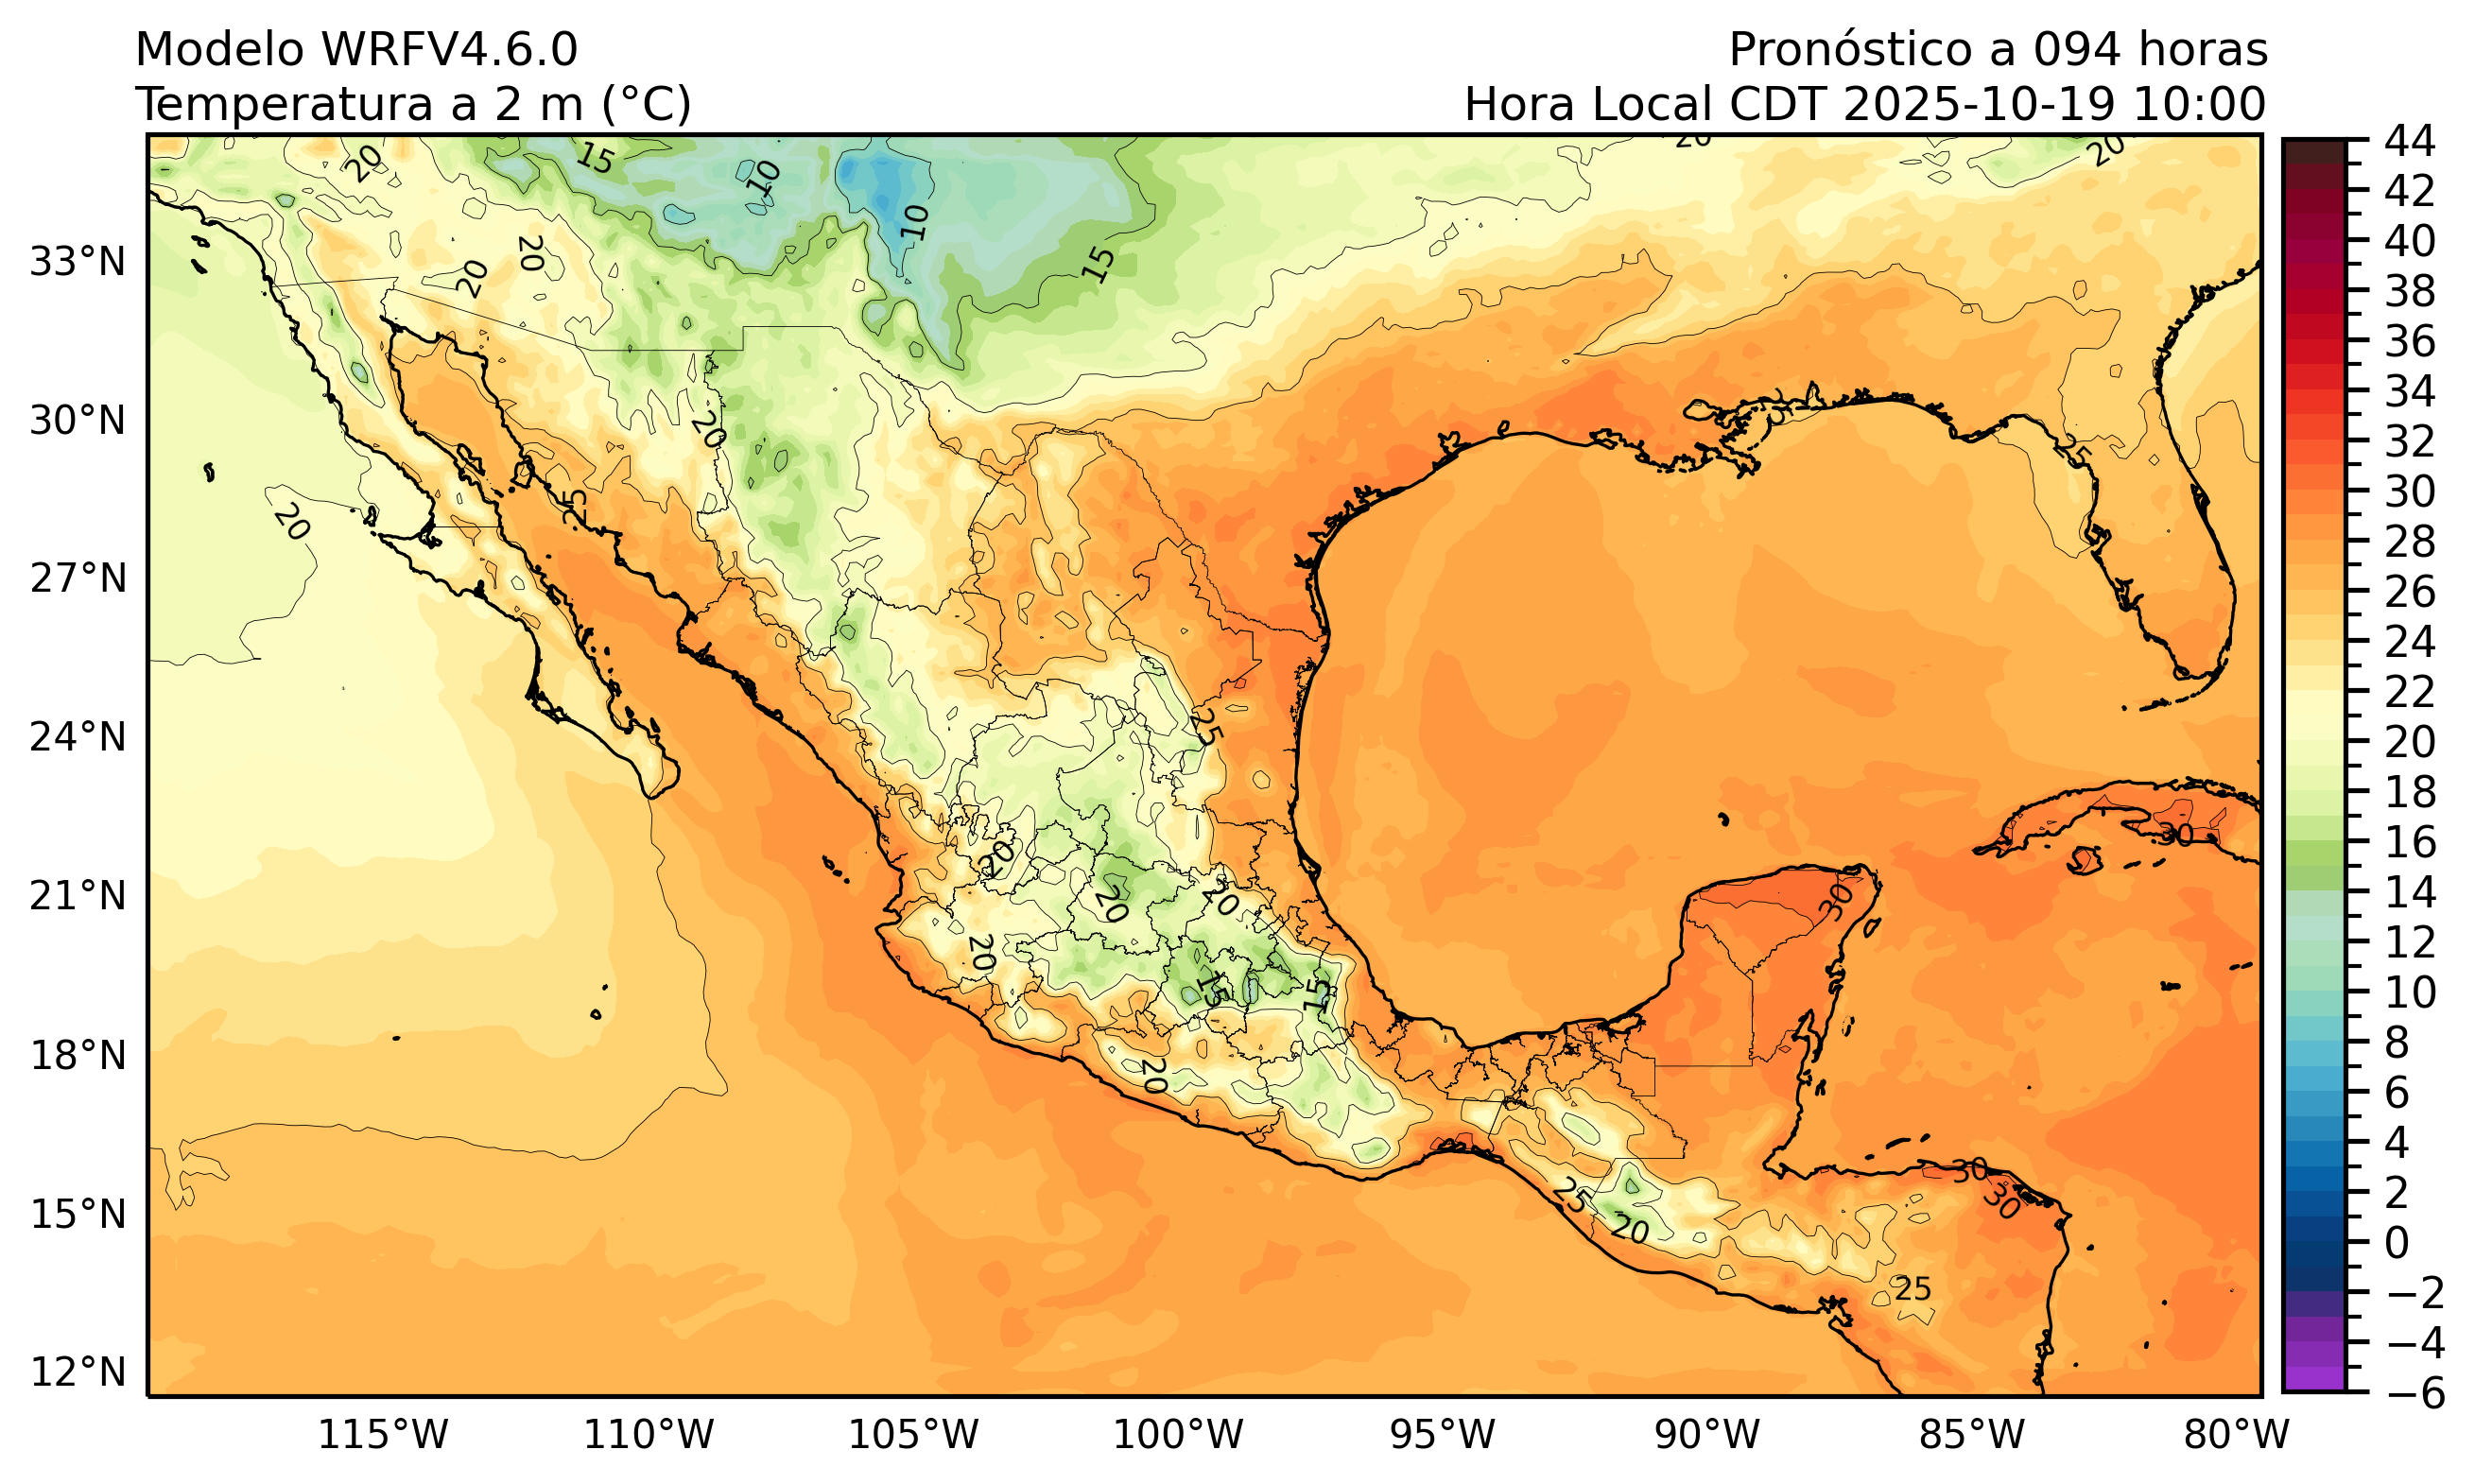 Modelo WRFV4.6.0
Pronóstico a 094 horas
Temperatura a 2 m (°C)
Hora Local CDT 2025-10-19 10:00
20
15
10
20
20
44
10
20
20
15
42
33°N
40
38
36
34
30°N
20
25
32
25
20
30
28
27°N
26
24
25
24°N
22
20
30
18
20
16
21°N
20
20
30
14
20
15
15
12
10
18°N
20
8
6
4
30
25
30
2
15°N
20
0
25
−2
12°N
−4
−6
115°W
110°W
105°W
100°W
95°W
90°W
85°W
80°W